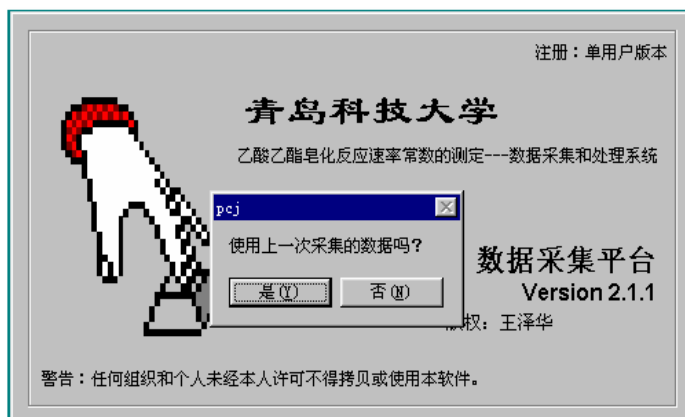 注册：单用户版本
青岛科技大学
乙酸乙酯皂化反应速率常数的测定---数据采集和处理系统
pcj
使用上一次采集的数据吗？
是(Y)
否(N)
数据采集平台
Version 2.1.1
权：王泽华
警告：任何组织和个人未经本人许可不得拷贝或使用本软件。